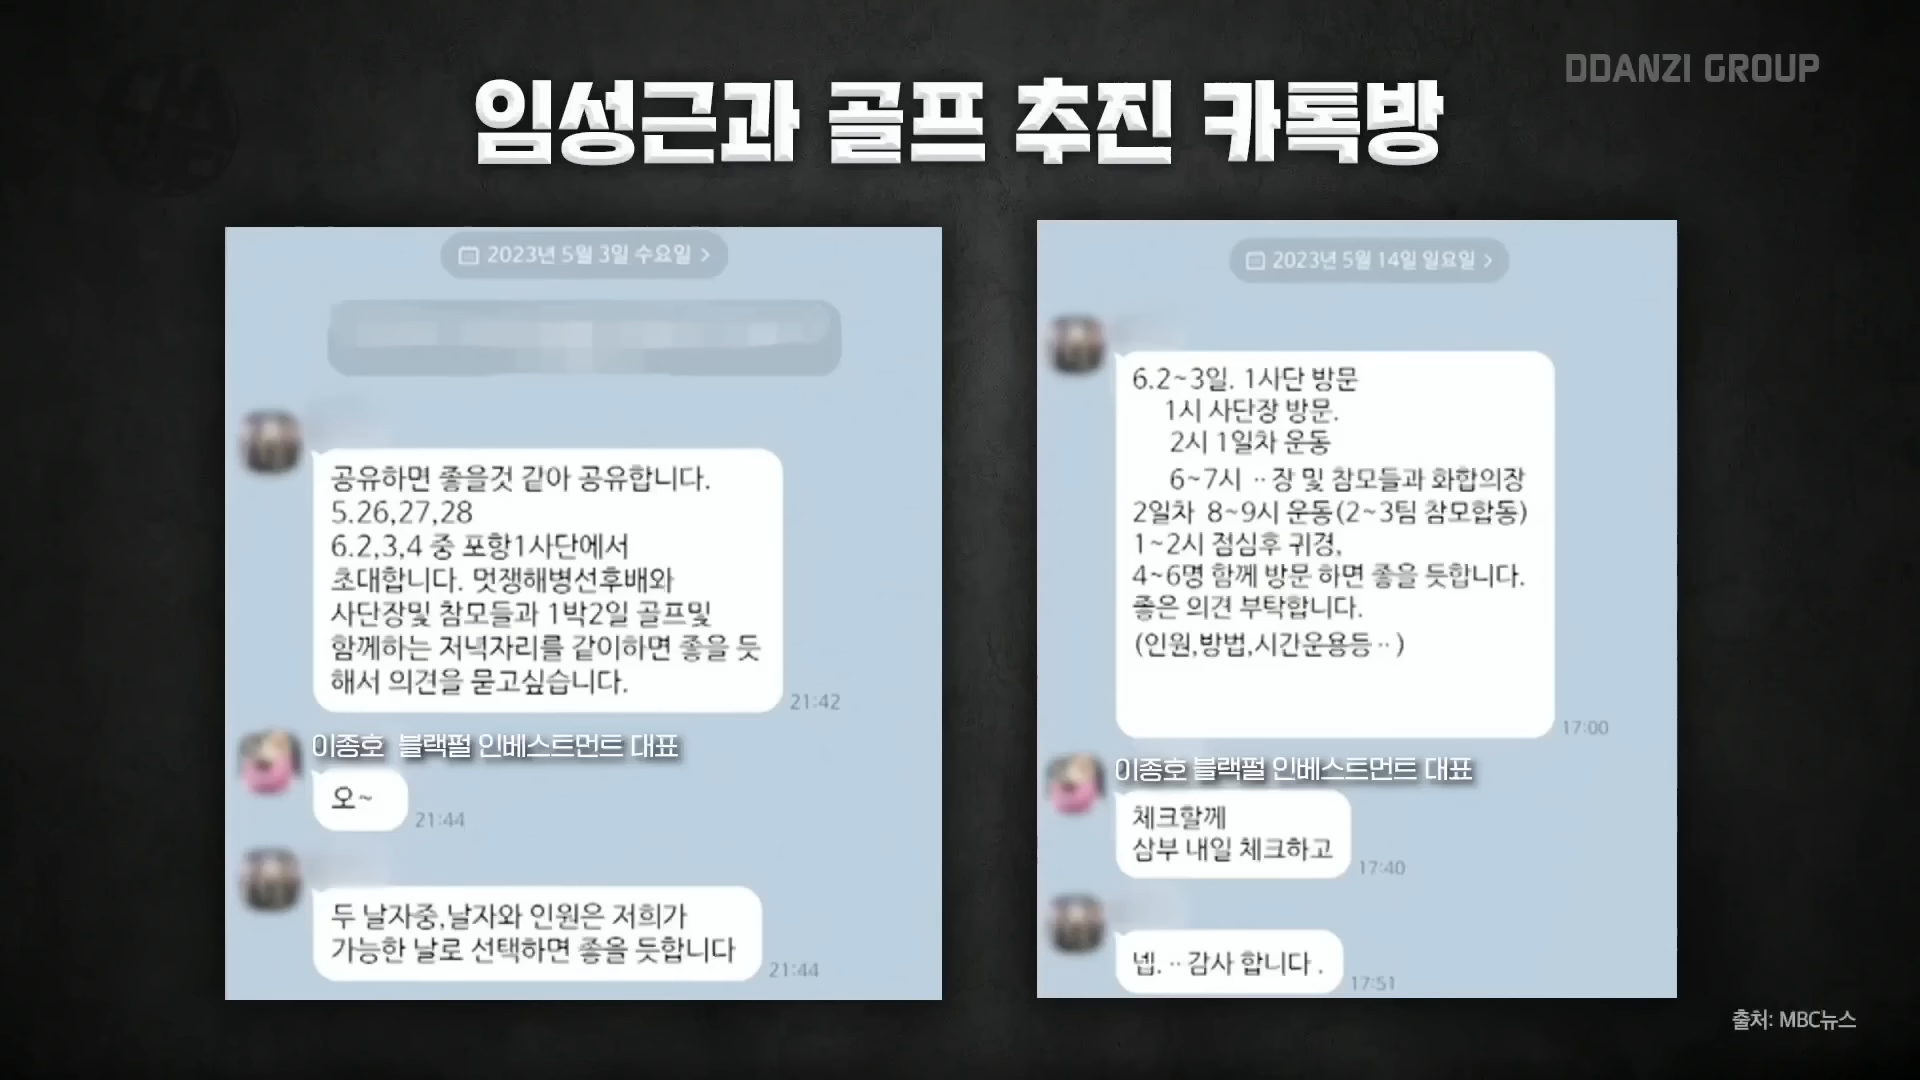 DDANZI GROUP
임성근과 골프 추진 카톡방
2023년 5월 3일 수요일 >
공유하면 좋을것 같아 공유합니다.
5.26,27,28
6.2,3,4 중 포항1사단에서
초대합니다. 멋쟁해병선후배와
사단장및 참모들과 1박2일 골프및
함께하는 저녁자리를 같이하면 좋을 듯
해서 의견을 묻고싶습니다.
21:42
이종호 블랙펄 인베스트먼트 대표
오~
21:44
두 날자중,날자와 인원은 저희가
가능한 날로 선택하면 좋을 듯합니다
21:44
2023년 5월 14일 일요일 >
6.2~3일. 1사단 방문
1시 사단장 방문.
2시 1일차 운동
6~7시 ··장 및 참모들과 화합의장
2일차 8~9시 운동(2~3팀 참모합동)
1~2시 점심후 귀경,
4~6명 함께 방문 하면 좋을 듯합니다.
좋은 의견 부탁합니다.
(인원,방법,시간운용등··)
17:00
이종호 블랙펄 인베스트먼트 대표
체크할께
삼부 내일 체크하고
17:40
넵.··감사 합니다.
17:51
출처: MBC뉴스